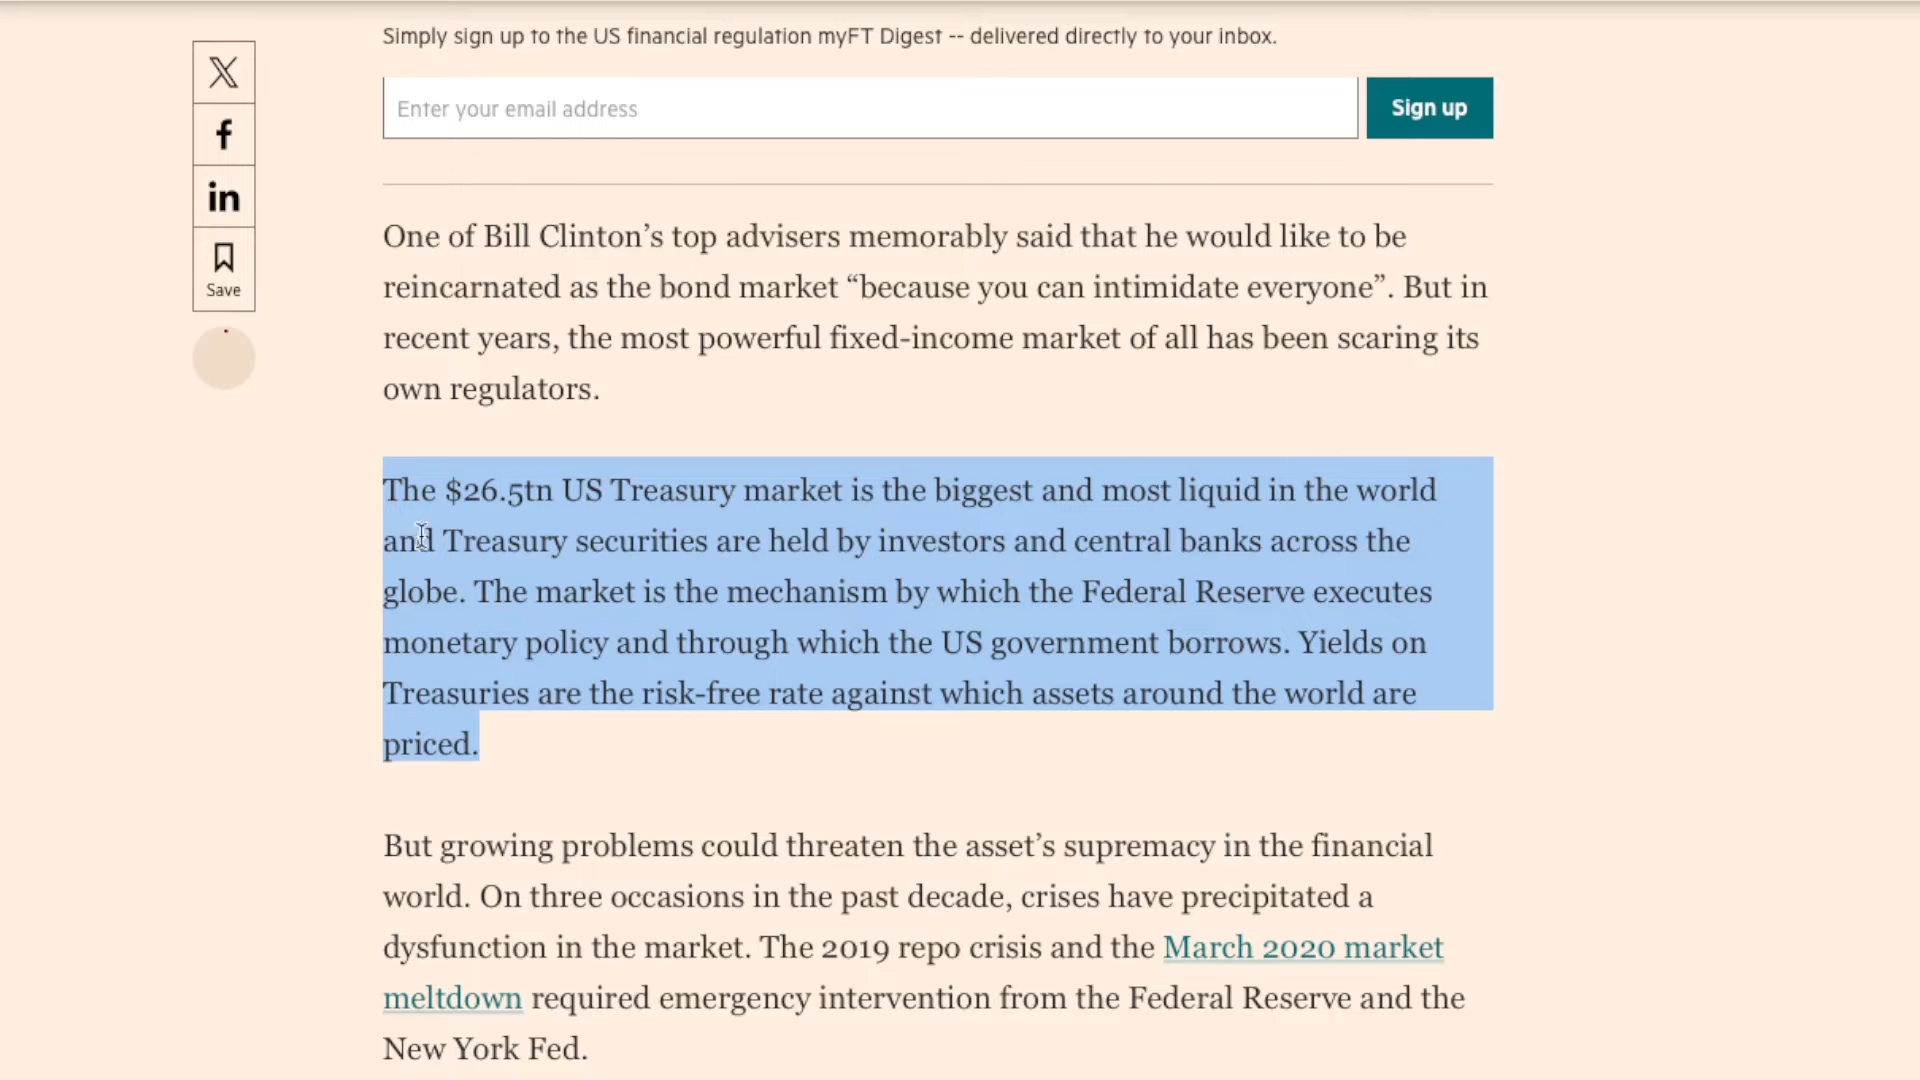 Simply sign up to the US financial regulation myFT Digest -- delivered directly to your inbox.
Enter your email address
Sign up
Save
One of Bill Clinton’s top advisers memorably said that he would like to be
reincarnated as the bond market “because you can intimidate everyone”. But in
recent years, the most powerful fixed-income market of all has been scaring its
own regulators.
The $26.5tn US Treasury market is the biggest and most liquid in the world
and Treasury securities are held by investors and central banks across the
globe. The market is the mechanism by which the Federal Reserve executes
monetary policy and through which the US government borrows. Yields on
Treasuries are the risk-free rate against which assets around the world are
priced.
But growing problems could threaten the asset’s supremacy in the financial
world. On three occasions in the past decade, crises have precipitated a
dysfunction in the market. The 2019 repo crisis and the March 2020 market
meltdown required emergency intervention from the Federal Reserve and the
New York Fed.